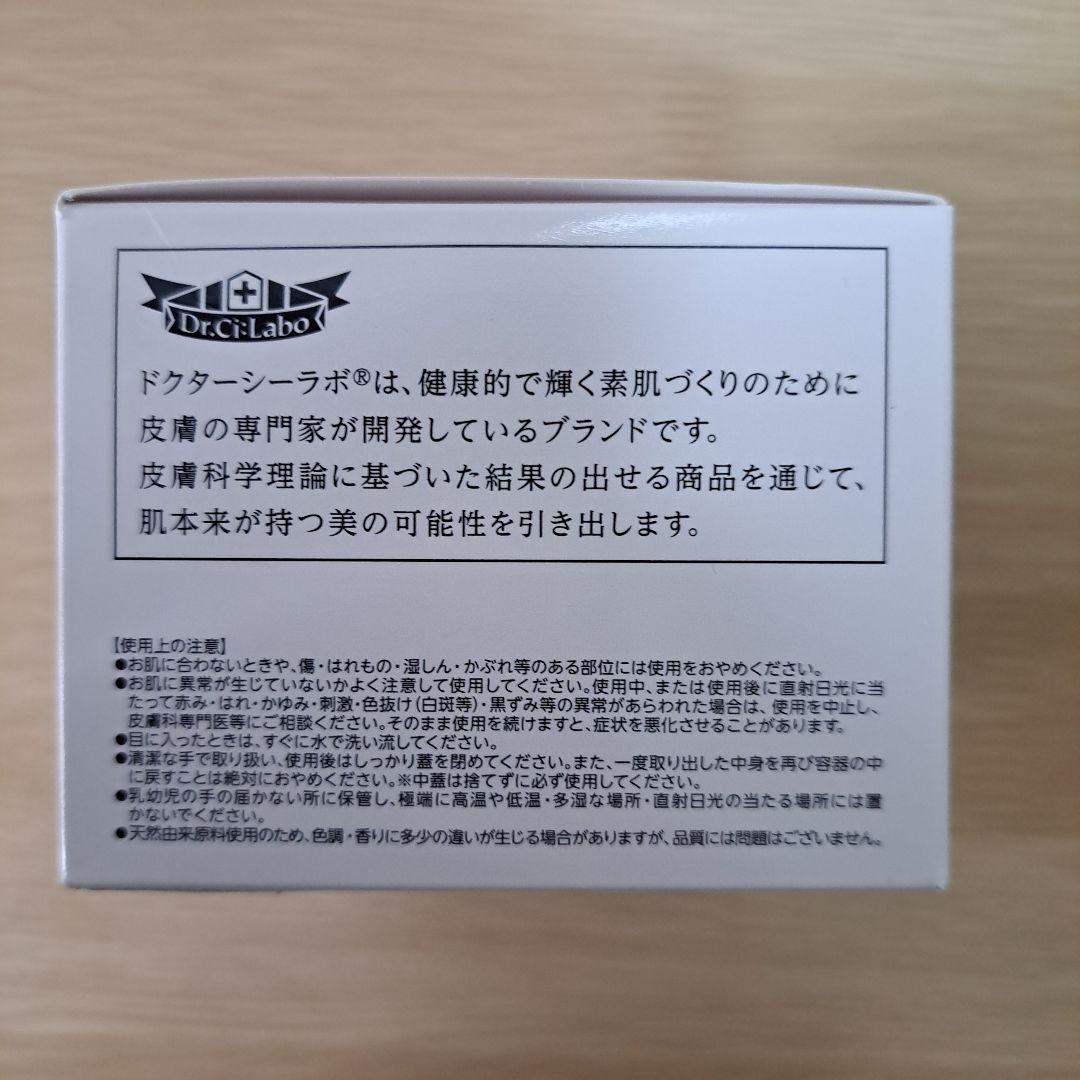 Dr.Ci:Labo
ドクターシーラボ®は、健康的で輝く素肌づくりのために
皮膚の専門家が開発しているブランドです。
皮膚科学理論に基づいた結果の出せる商品を通じて、
肌本来が持つ美の可能性を引き出します。
【使用上の注意】
●お肌に合わないときや、傷・はれもの・湿しん・かぶれ等のある部位には使用をおやめください。
●お肌に異常が生じていないかよく注意して使用してください。使用中、または使用後に直射日光に当
たって赤み・はれ・かゆみ・刺激・色抜け(白斑等)・黒ずみ等の異常があらわれた場合は、使用を中止し、
皮膚科専門医等にご相談ください。そのまま使用を続けますと、症状を悪化させることがあります。
●目に入ったときは、すぐに水で洗い流してください。
●清潔な手で取り扱い、使用後はしっかり蓋を閉めてください。また、一度取り出した中身を再び容器の中
に戻すことは絶対におやめください。※中蓋は捨てずに必ず使用してください。
●乳幼児の手の届かない所に保管し、極端に高温や低温・多湿な場所・直射日光の当たる場所には置
かないでください。
●天然由来原料使用のため、色調・香りに多少の違いが生じる場合がありますが、品質には問題はございません。